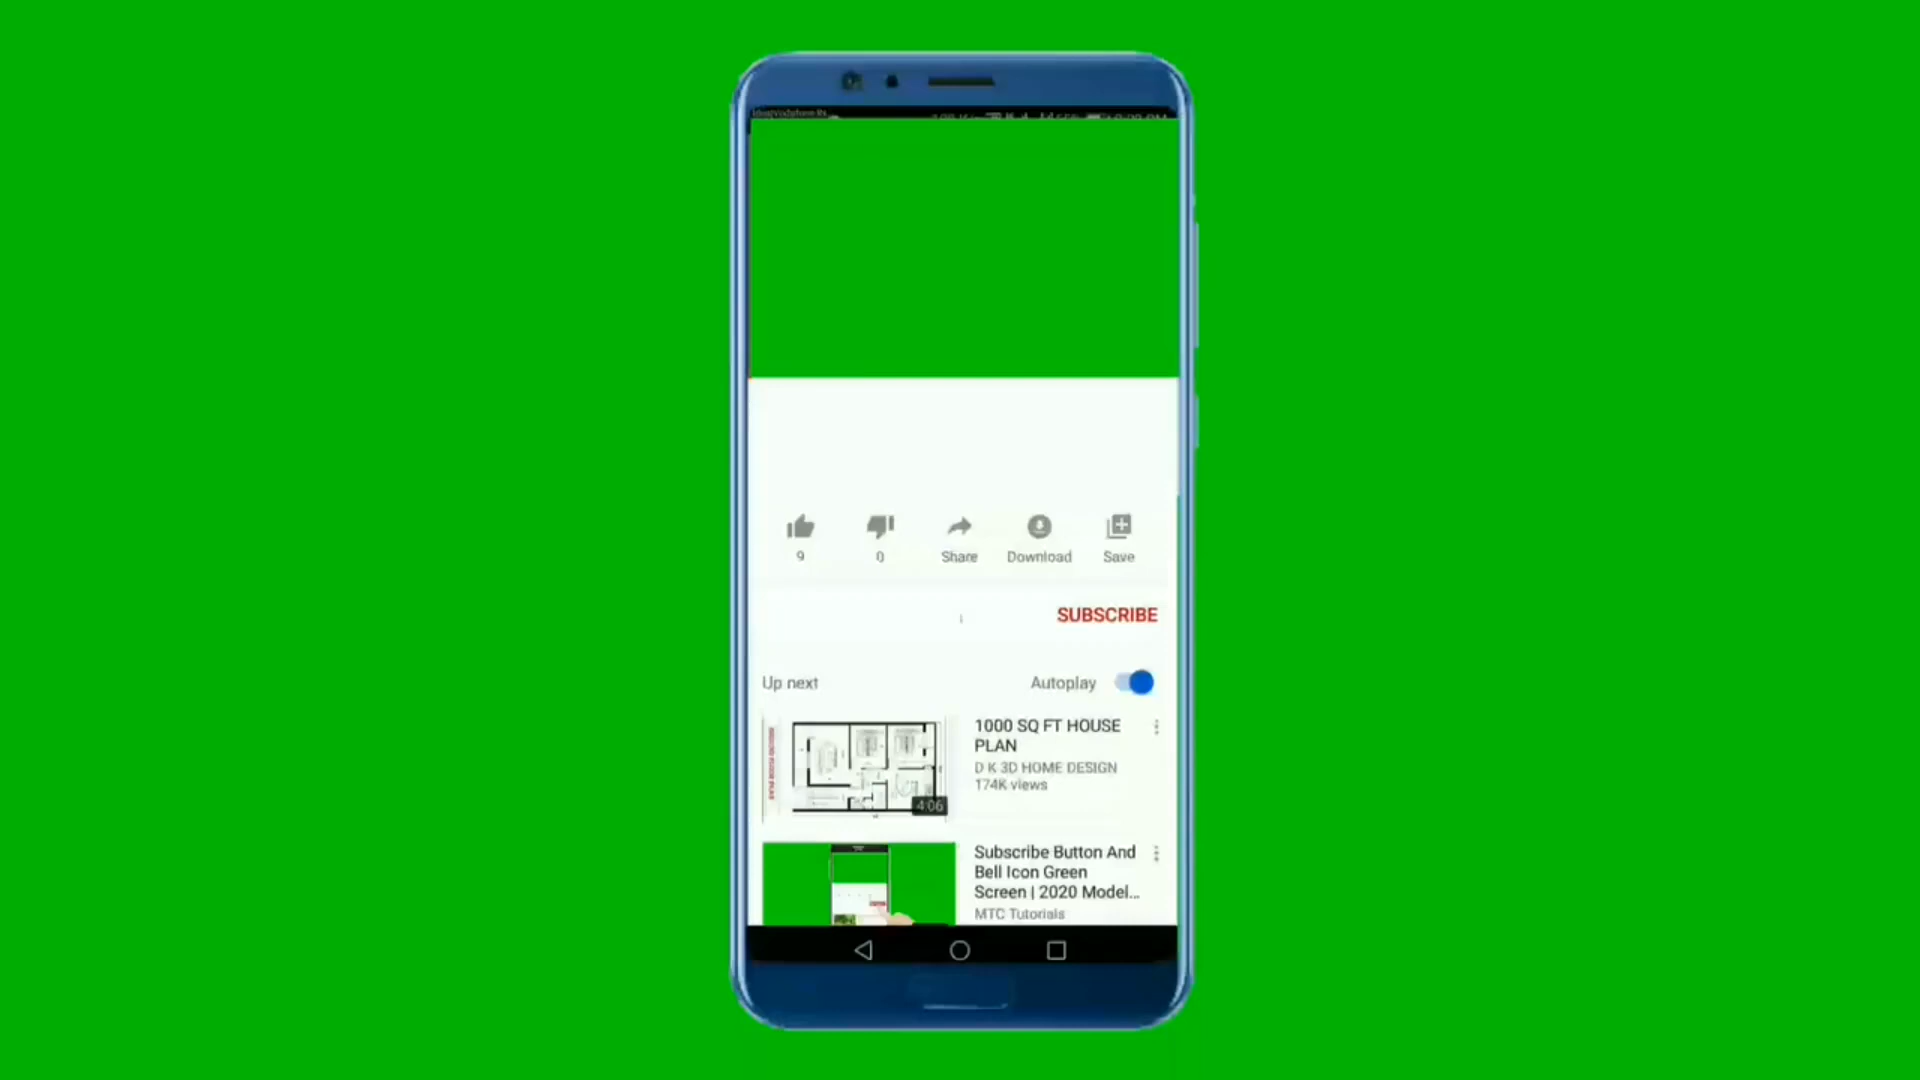 9
0
Share
Download
Save
SUBSCRIBE
Up next
Autoplay
1000 SQ FT HOUSE
PLAN
D K 3D HOME DESIGN
174K views
4:06
Subscribe Button And
Bell Icon Green
Screen | 2020 Model...
MTC Tutorials